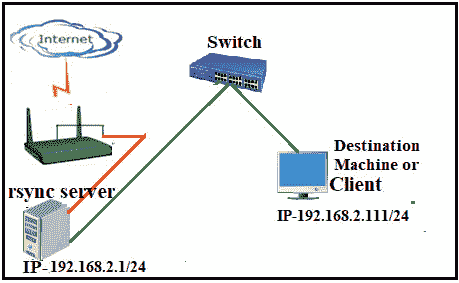 Internet
Switch
rsync server
IP-192.168.2.1/24
Destination
Machine or
Client
IP-192.168.2.111/24